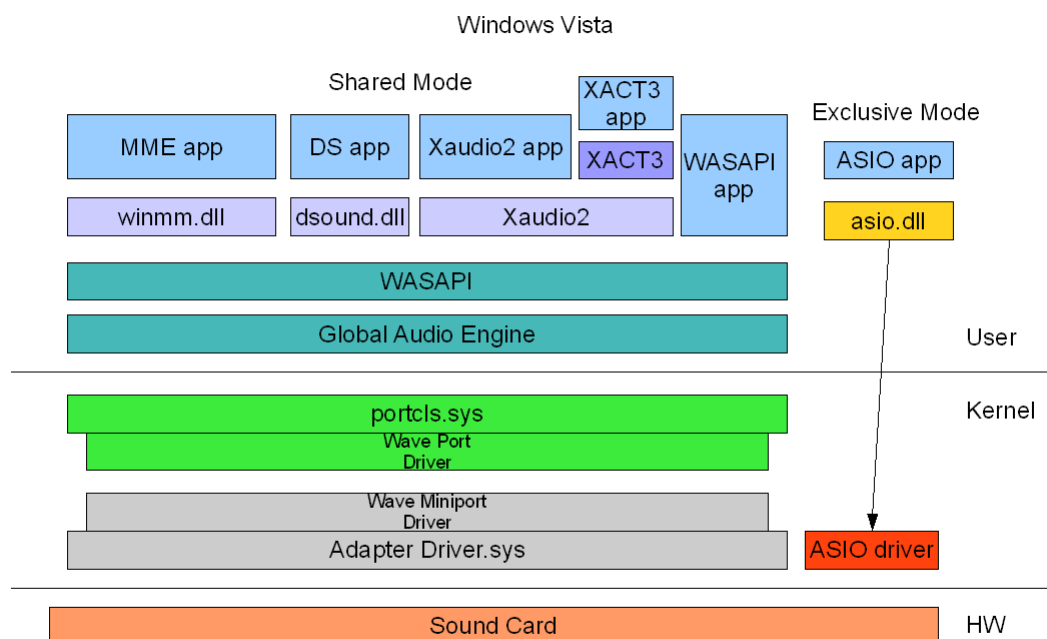 Windows Vista
Shared Mode
Exclusive Mode
MME app
DS app
Xaudio2 app
XACT3
app
XACT3
WASAPI
app
ASIO app
winmm.dll
dsound.dll
Xaudio2
asio.dll
WASAPI
Global Audio Engine
User
portcls.sys
Kernel
Wave Port
Driver
Wave Miniport
Driver
Adapter Driver.sys
ASIO driver
Sound Card
HW